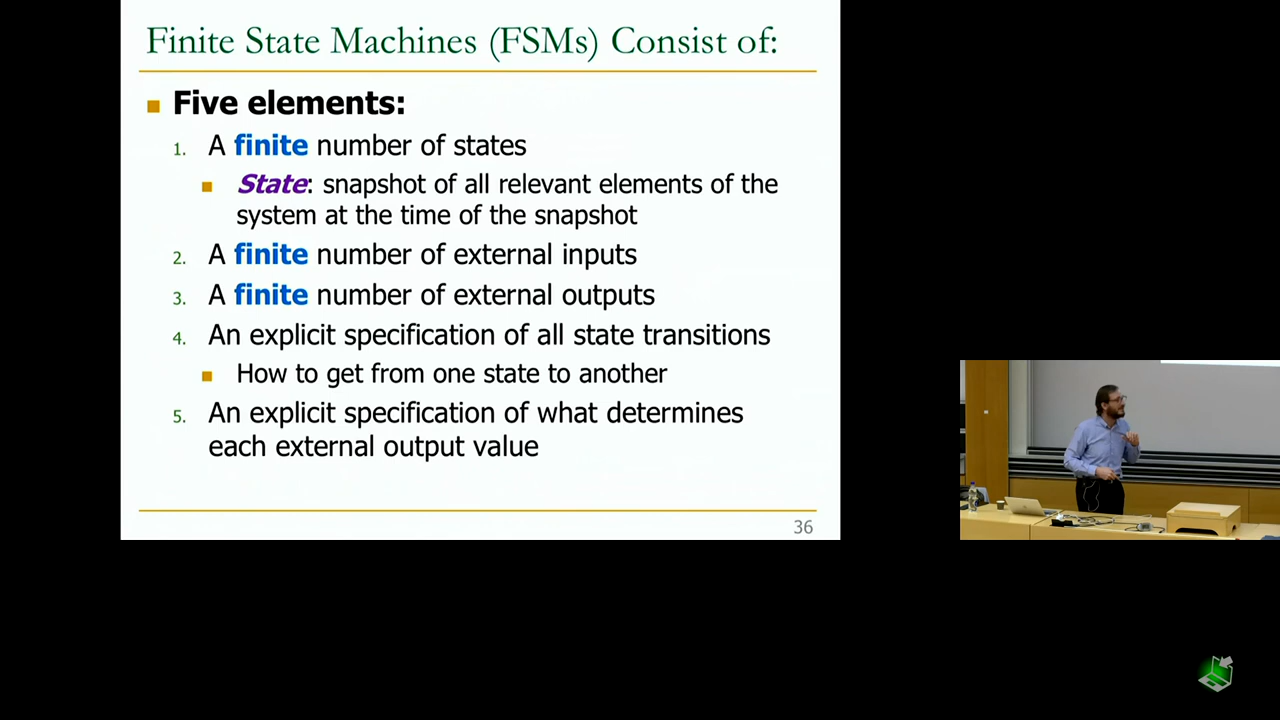 Finite State Machines (FSMs) Consist of:
Five elements:
1. A finite number of states
State: snapshot of all relevant elements of the
system at the time of the snapshot
2. A finite number of external inputs
3. A finite number of external outputs
4. An explicit specification of all state transitions
How to get from one state to another
5. An explicit specification of what determines
each external output value
36